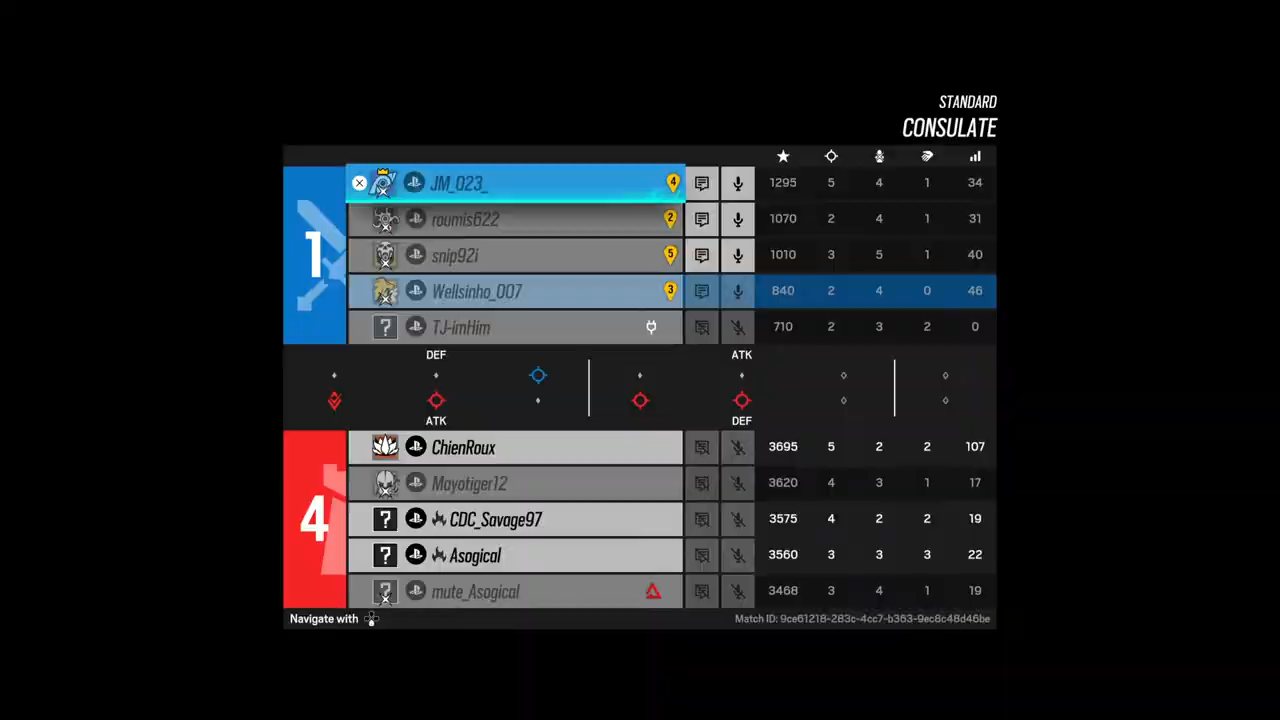 STANDARD
CONSULATE
1
JM_023_ 4 1295 5 4 1 34
roumis622 2 1070 2 4 1 31
snip92i 5 1010 3 5 1 40
Wellsinho_007 3 840 2 4 0 46
? TJ-imHim 710 2 3 2 0
DEF ATK
ATK DEF
4
ChienRoux 3695 5 2 2 107
Mayotiger12 3620 4 3 1 17
? CDC_Savage97 3575 4 2 2 19
? Asogical 3560 3 3 3 22
? mute_Asogical 3468 3 4 1 19
Navigate with Match ID: 9ce61218-283c-4cc7-b363-9ec8c48d46be